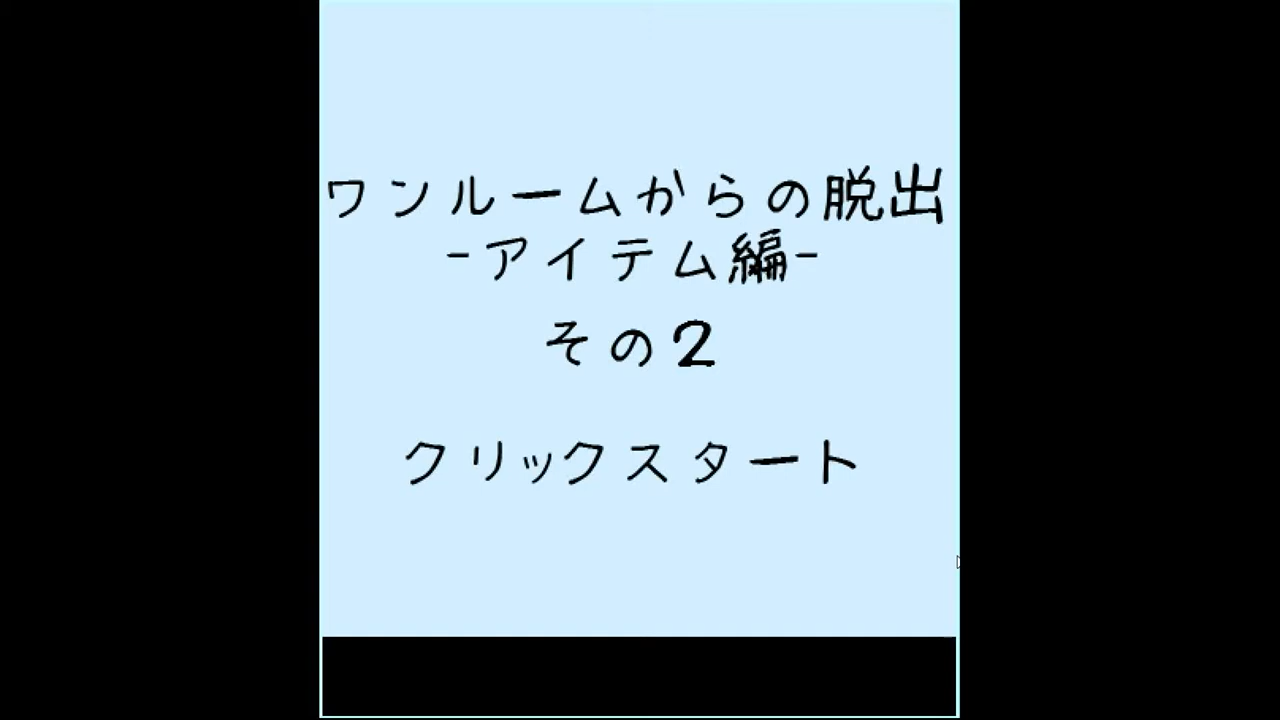 ワンルームからの脱出
-アイテム編-
その2
クリックスタート